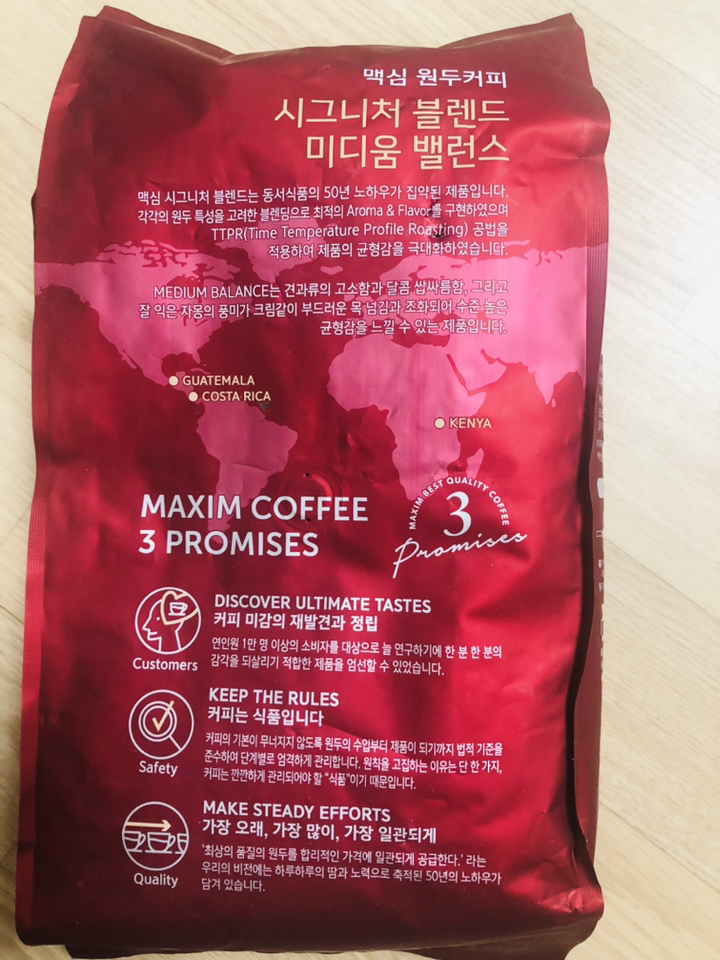 맥심 원두커피
시그니처 블렌드
미디움 밸런스
맥심 시그니처 블렌드는 동서식품의 50년 노하우가 집약된 제품입니다.
각각의 원두 특성을 고려한 블렌딩으로 최적의 Aroma & Flavor를 구현하였으며
TTPR(Time Temperature Profile Roasting) 공법을
적용하여 제품의 균형감을 극대화하였습니다.
MEDIUM BALANCE는 견과류의 고소함과 달콤 쌉싸름함, 그리고
잘 익은 자몽의 풍미가 크림같이 부드러운 목 넘김과 조화되어 수준 높은
균형감을 느낄 수 있는 제품입니다.
GUATEMALA
COSTA RICA
KENYA
MAXIM COFFEE
3 PROMISES
MAXIM BEST QUALITY COFFEE
3
Promises
DISCOVER ULTIMATE TASTES
커피 미감의 재발견과 정립
연인원 1만 명 이상의 소비자를 대상으로 늘 연구하기에 한 분 한 분의
감각을 되살리기 적합한 제품을 엄선할 수 있었습니다.
Customers
KEEP THE RULES
커피는 식품입니다
커피의 기본이 무너지지 않도록 원두의 수입부터 제품이 되기까지 법적 기준을
준수하여 단계별로 엄격하게 관리합니다. 원칙을 고집하는 이유는 단 한 가지,
커피는 깐깐하게 관리되어야 할 "식품"이기 때문입니다.
Safety
MAKE STEADY EFFORTS
가장 오래, 가장 많이, 가장 일관되게
'최상의 품질의 원두를 합리적인 가격에 일관되게 공급한다.' 라는
우리의 비전에는 하루하루의 땀과 노력으로 축적된 50년의 노하우가
담겨 있습니다.
Quality